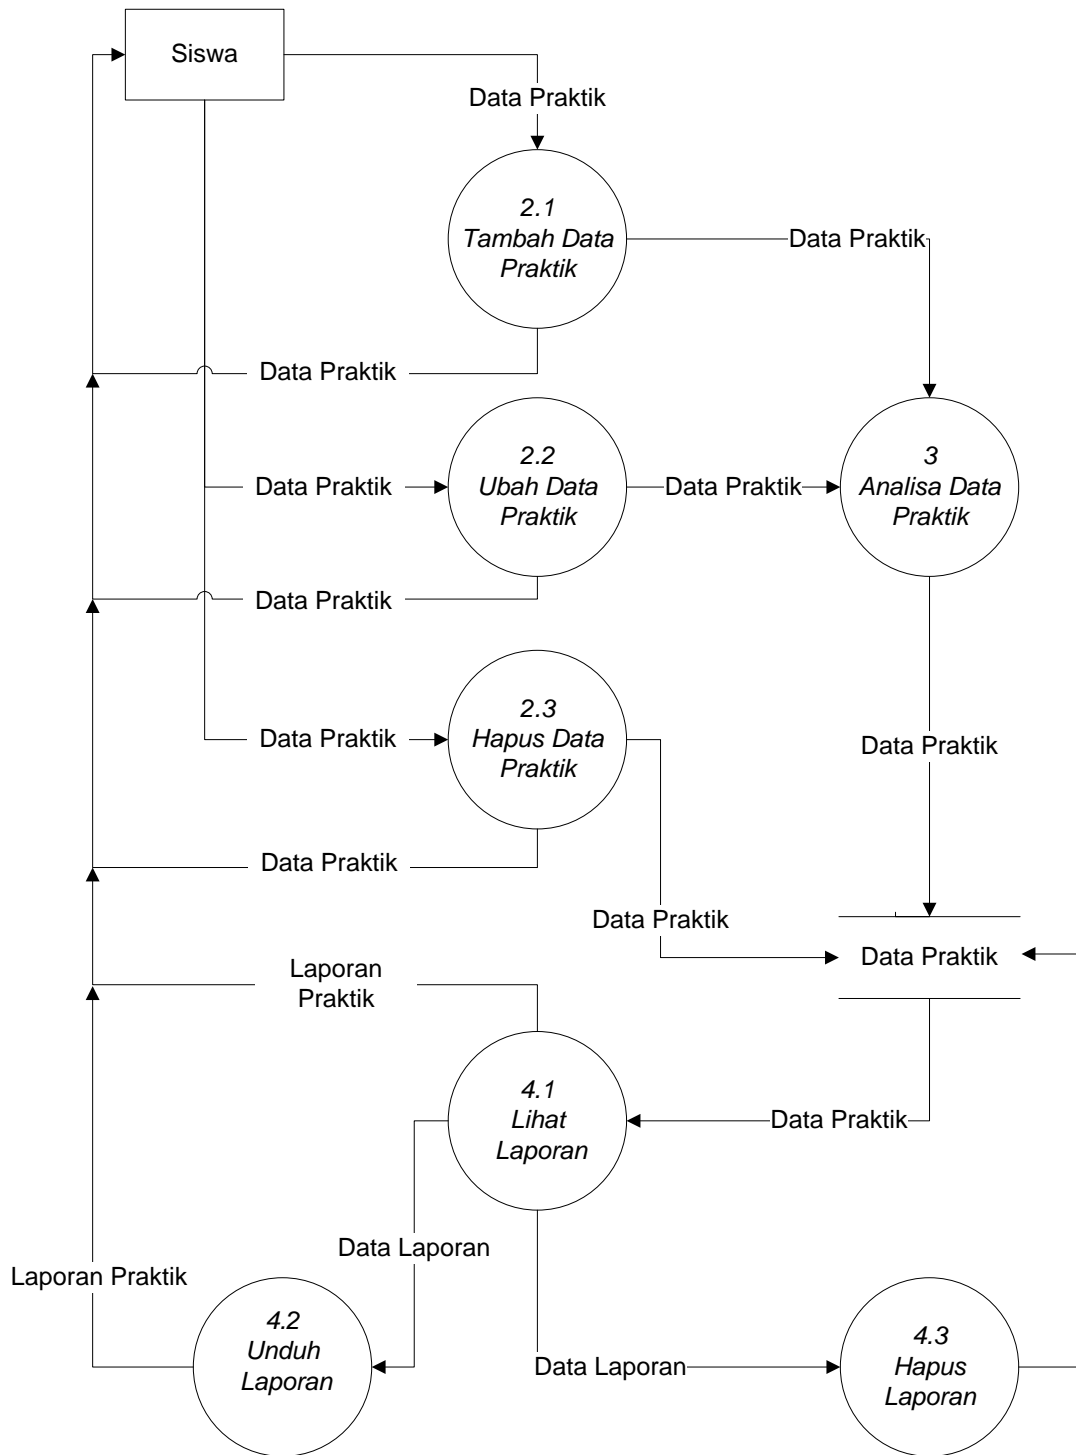 Siswa
Data Praktik
2.1
Tambah Data
Praktik
Data Praktik
Data Praktik
2.2
Ubah Data
Praktik
3
Analisa Data
Praktik
Data Praktik
Data Praktik
Data Praktik
2.3
Hapus Data
Praktik
Data Praktik
Data Praktik
Data Praktik
Data Praktik
Data Praktik
Laporan
Praktik
4.1
Lihat
Laporan
Data Praktik
Data Laporan
Laporan Praktik
4.2
Unduh
Laporan
Data Laporan
4.3
Hapus
Laporan